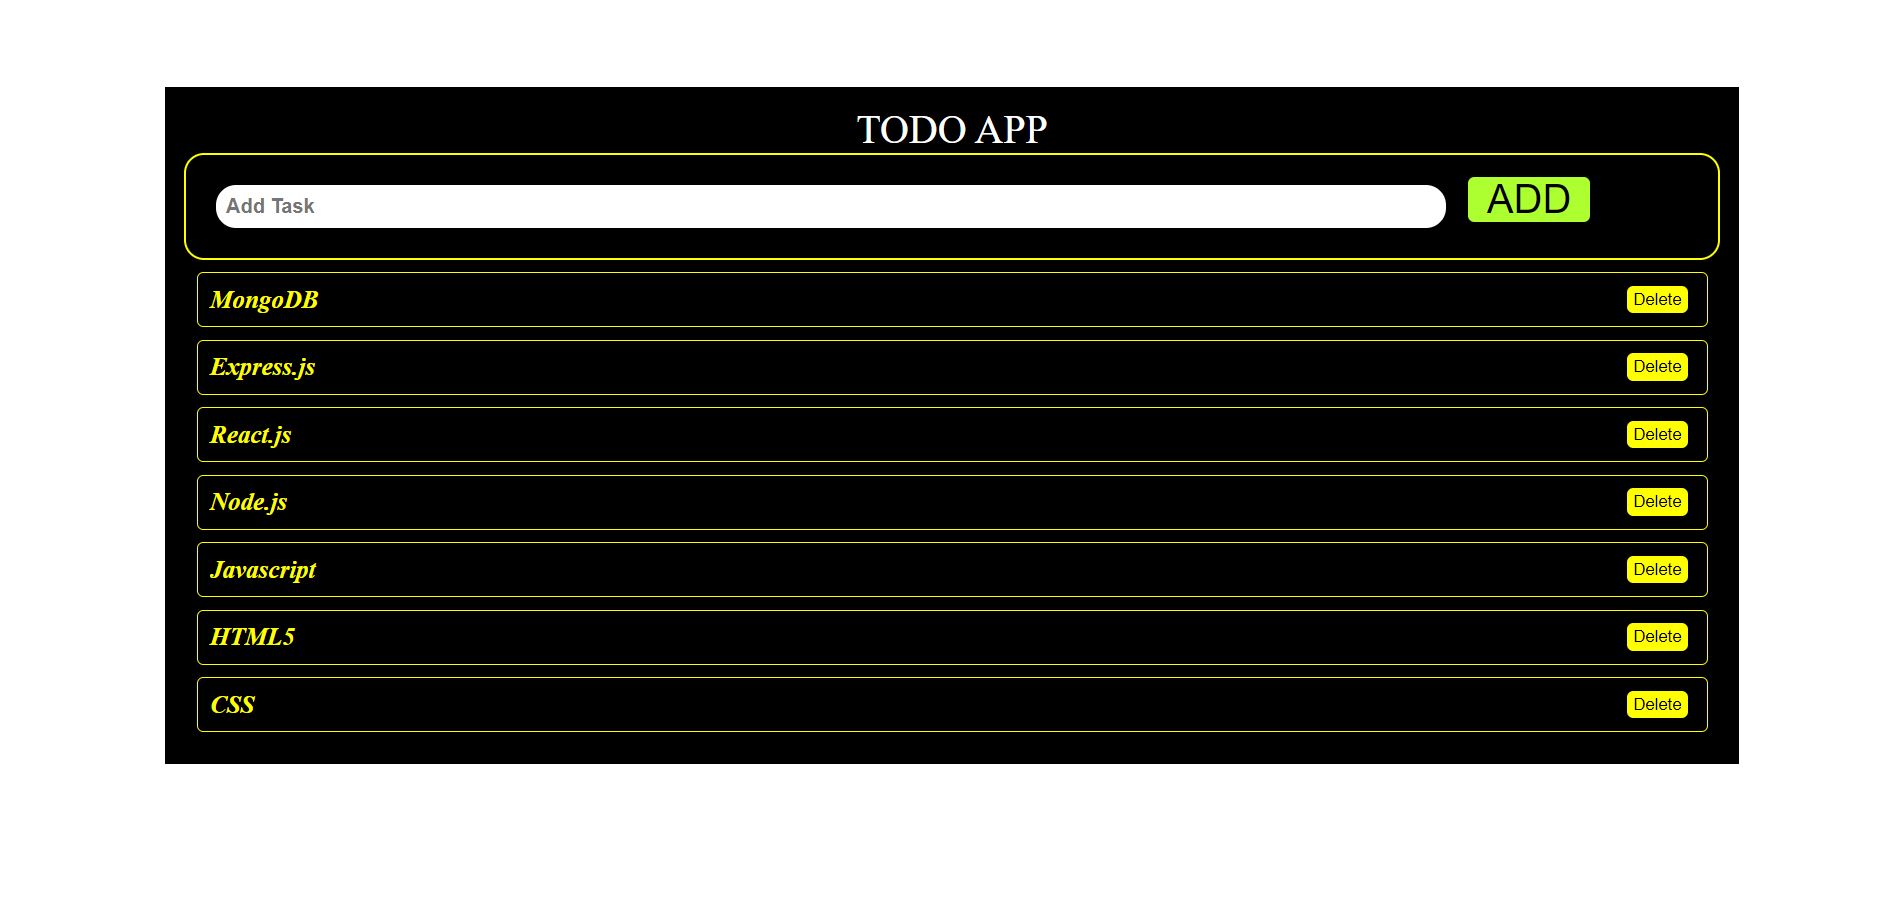 TODO APP
Add Task ADD
MongoDB Delete
Express.js Delete
React.js Delete
Node.js Delete
Javascript Delete
HTML5 Delete
CSS Delete